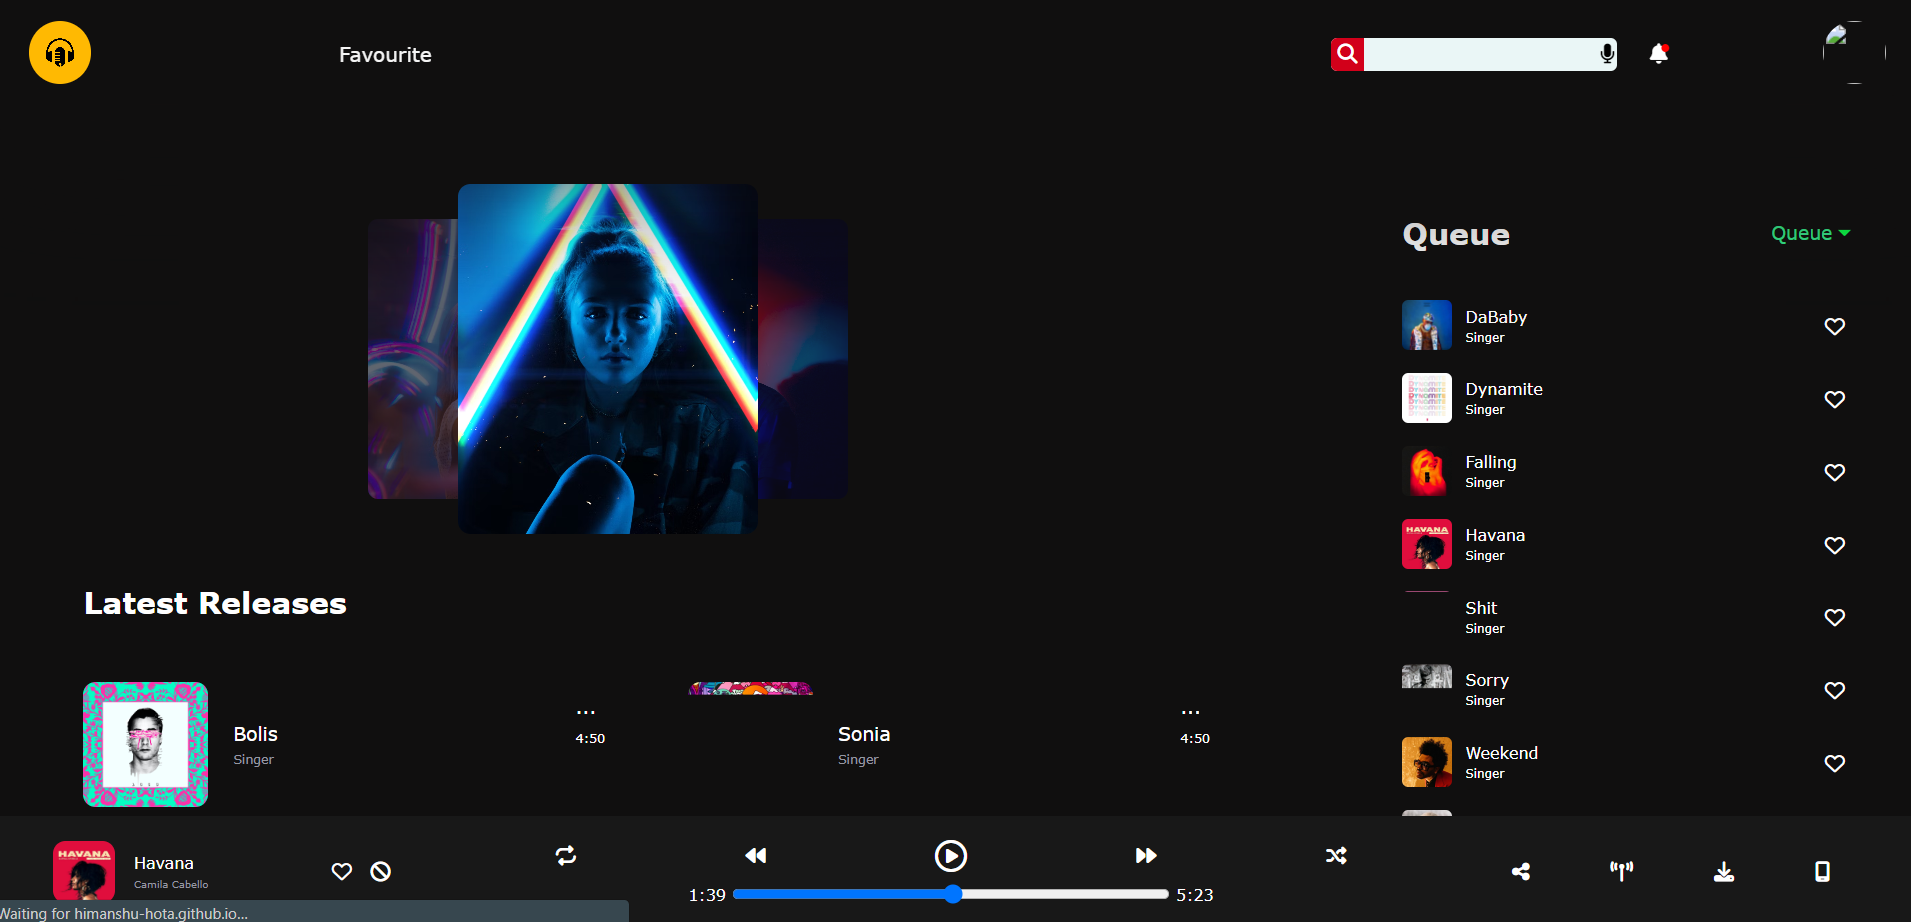 Favourite
Queue
Queue
DaBaby
Singer
Dynamite
Singer
Falling
Singer
HAVANA
Havana
Singer
Shit
Singer
Sorry
Singer
Weekend
Singer
Latest Releases
Bolis
Singer
...
4:50
Sonia
Singer
...
4:50
HAVANA
Havana
Camila Cabello
1:39
5:23
Waiting for himanshu-hota.github.io...